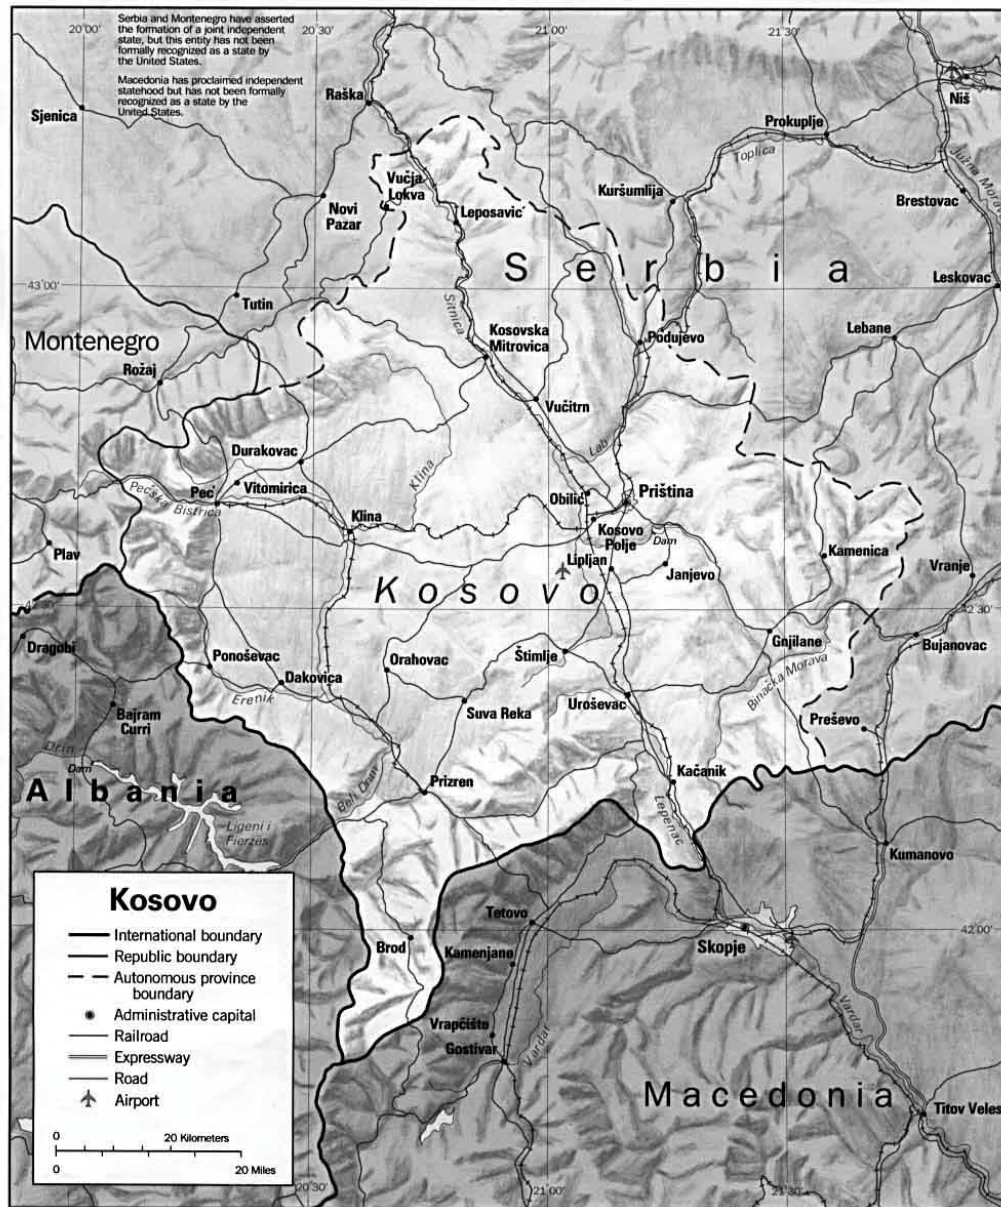 20°00'
20°30'
21°00'
21°30'
Serbia and Montenegro have asserted
the formation of a joint independent
state, but this entity has not been
formally recognized as a state by
the United States.
Macedonia has proclaimed independent
statehood but has not been formally
recognized as a state by the
United States.
Raška
Niš
Sjenica
Prokuplje
Toplica
Južna Morava
Vučja
Lokva
Kuršumlija
Brestovac
Novi
Pazar
Leposavić
Serbia
Leskovac
43°00'
Tutin
Sitnica
Kosovska
Mitrovica
Podujevo
Lebane
Montenegro
Rožaj
Vučitrn
Durakovac
Klina
Lab
Peć
Vitomirica
Pećska Bistrica
Obilić
Priština
Klina
Kosovo
Polje
Dam
Plav
Lipljan
Janjevo
Kamenica
Vranje
Kosovo
42°30'
42°30'
Dragobi
Gnjilane
Bujanovac
Ponoševac
Orahovac
Štimlje
Binačka Morava
Erenik
Dakovica
Suva Reka
Uroševac
Bajram
Curri
Preševo
Drin
Dam
Kačanik
Albania
Beli Drim
Prizren
Lepenac
Ligeni i
Fierzës
Kumanovo
Kosovo
International boundary
Republic boundary
Autonomous province
boundary
Administrative capital
Railroad
Expressway
Road
Airport
0 20 Kilometers
0 20 Miles
Tetovo
42°00'
Brod
Skopje
Kamenjane
Vardar
Vrapčište
Gostivar
Vardar
Macedonia
Titov Veles
20°30'
21°00'
21°30'